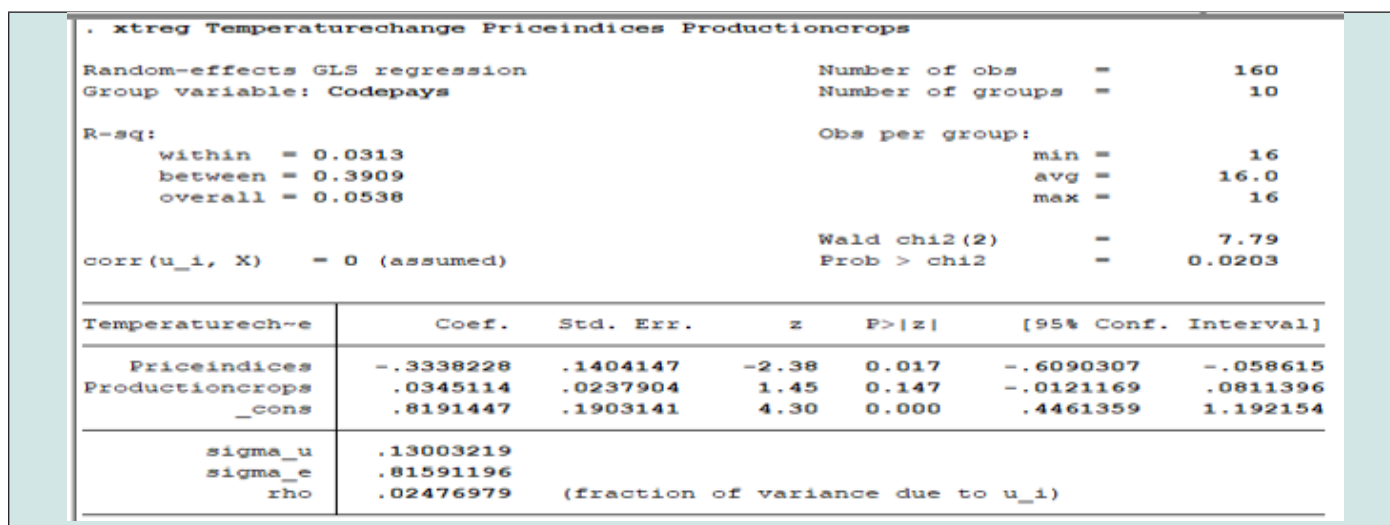 . xtreg Temperaturechange Priceindices Productioncrops
Random-effects GLS regression Number of obs = 160
Group variable: Codepays Number of groups = 10
R-sq: Obs per group:
within = 0.0313 min = 16
between = 0.3909 avg = 16.0
overall = 0.0538 max = 16
Wald chi2(2) = 7.79
corr(u_i, X) = 0 (assumed) Prob > chi2 = 0.0203
Temperaturech~e Coef. Std. Err. z P>|z| [95% Conf. Interval]
Priceindices -.3338228 .1404147 -2.38 0.017 -.6090307 -.058615
Productioncrops .0345114 .0237904 1.45 0.147 -.0121169 .0811396
_cons .8191447 .1903141 4.30 0.000 .4461359 1.192154
sigma_u .13003219
sigma_e .81591196
rho .02476979 (fraction of variance due to u_i)